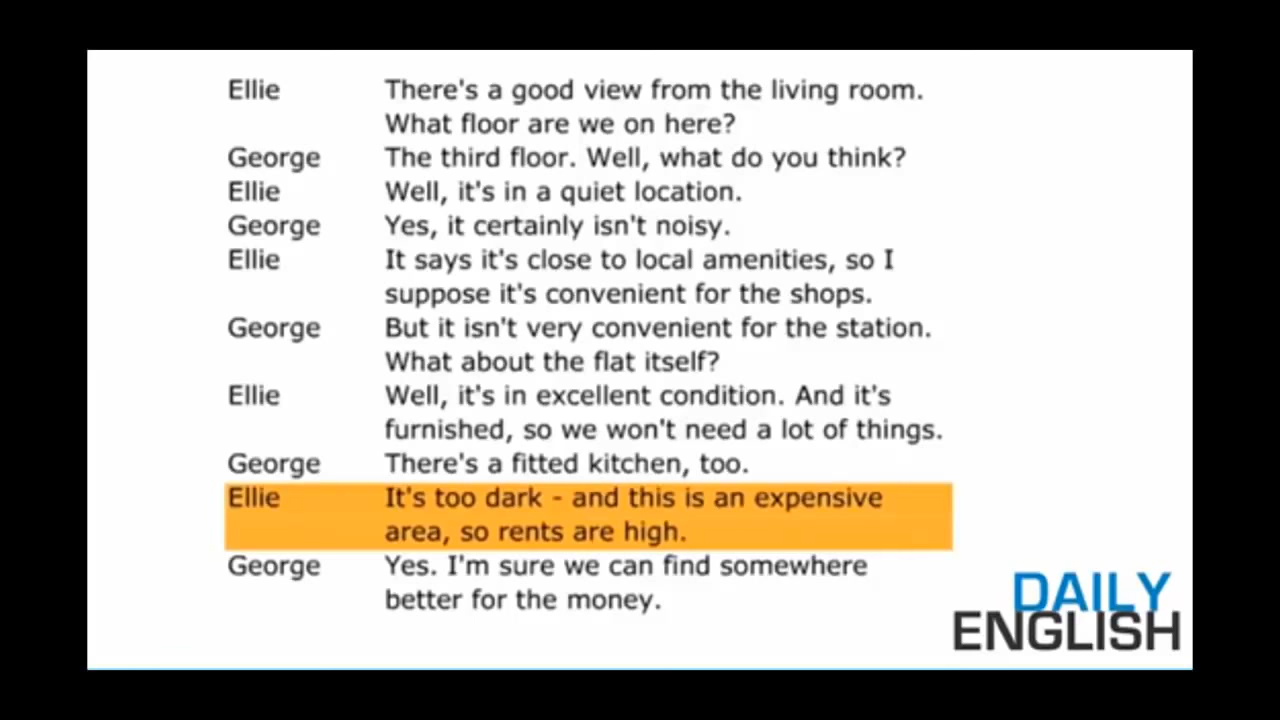 Ellie There's a good view from the living room.
What floor are we on here?
George The third floor. Well, what do you think?
Ellie Well, it's in a quiet location.
George Yes, it certainly isn't noisy.
Ellie It says it's close to local amenities, so I
suppose it's convenient for the shops.
George But it isn't very convenient for the station.
What about the flat itself?
Ellie Well, it's in excellent condition. And it's
furnished, so we won't need a lot of things.
George There's a fitted kitchen, too.
Ellie It's too dark - and this is an expensive
area, so rents are high.
George Yes. I'm sure we can find somewhere
better for the money.
DAILY
ENGLISH